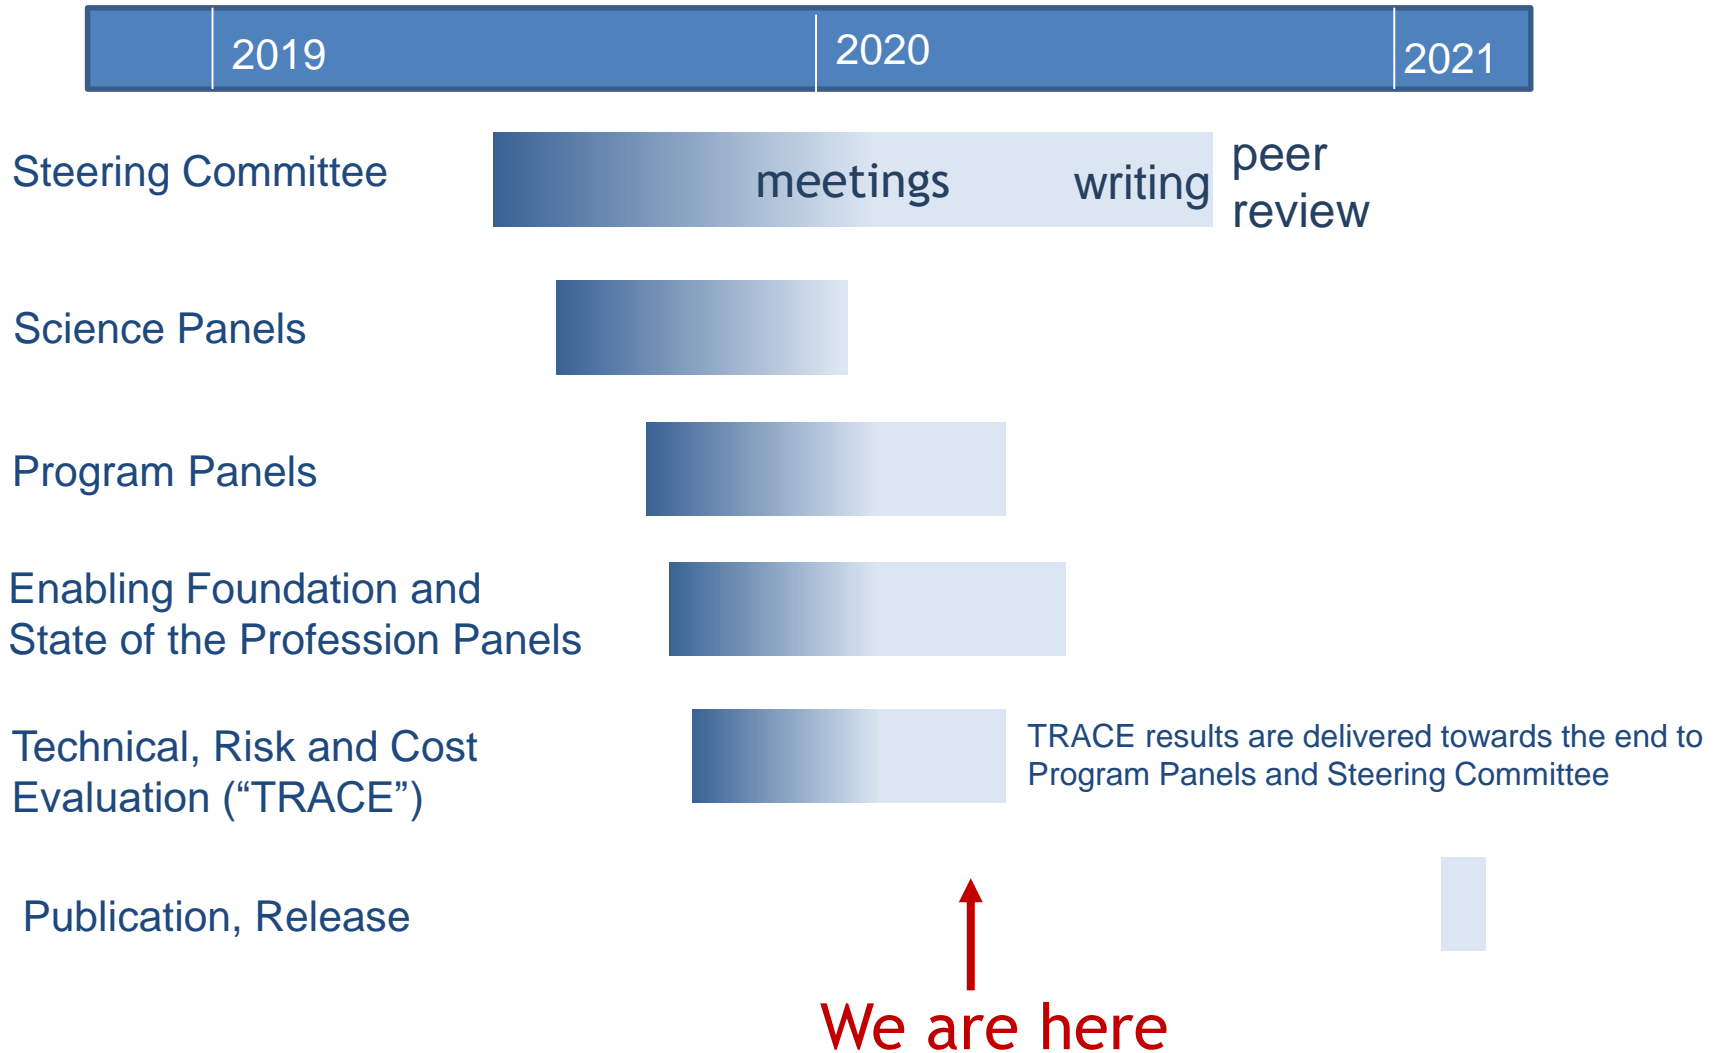 2019
2020
2021
Steering Committee
meetings
writing
peer
review
Science Panels
Program Panels
Enabling Foundation and
State of the Profession Panels
Technical, Risk and Cost
Evaluation (“TRACE”)
TRACE results are delivered towards the end to
Program Panels and Steering Committee
Publication, Release
We are here